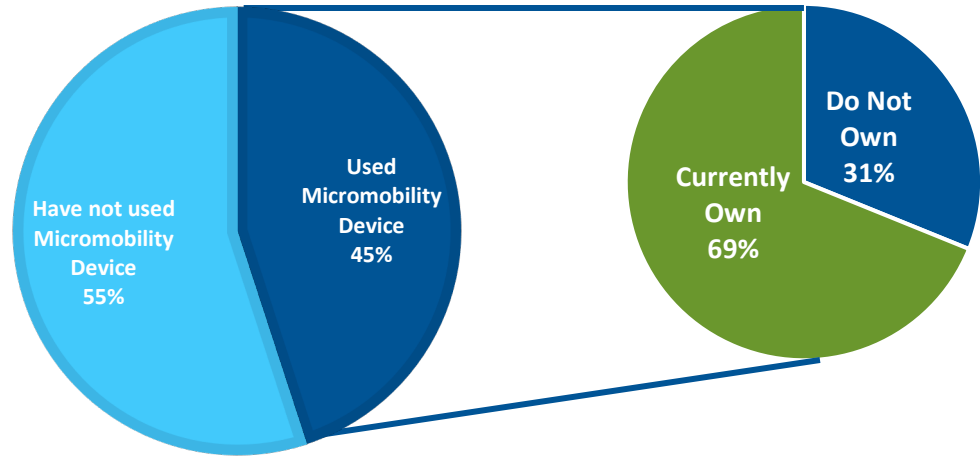 Have not used
Micromobility
Device
55%
Used
Micromobility
Device
45%
Currently
Own
69%
Do Not
Own
31%